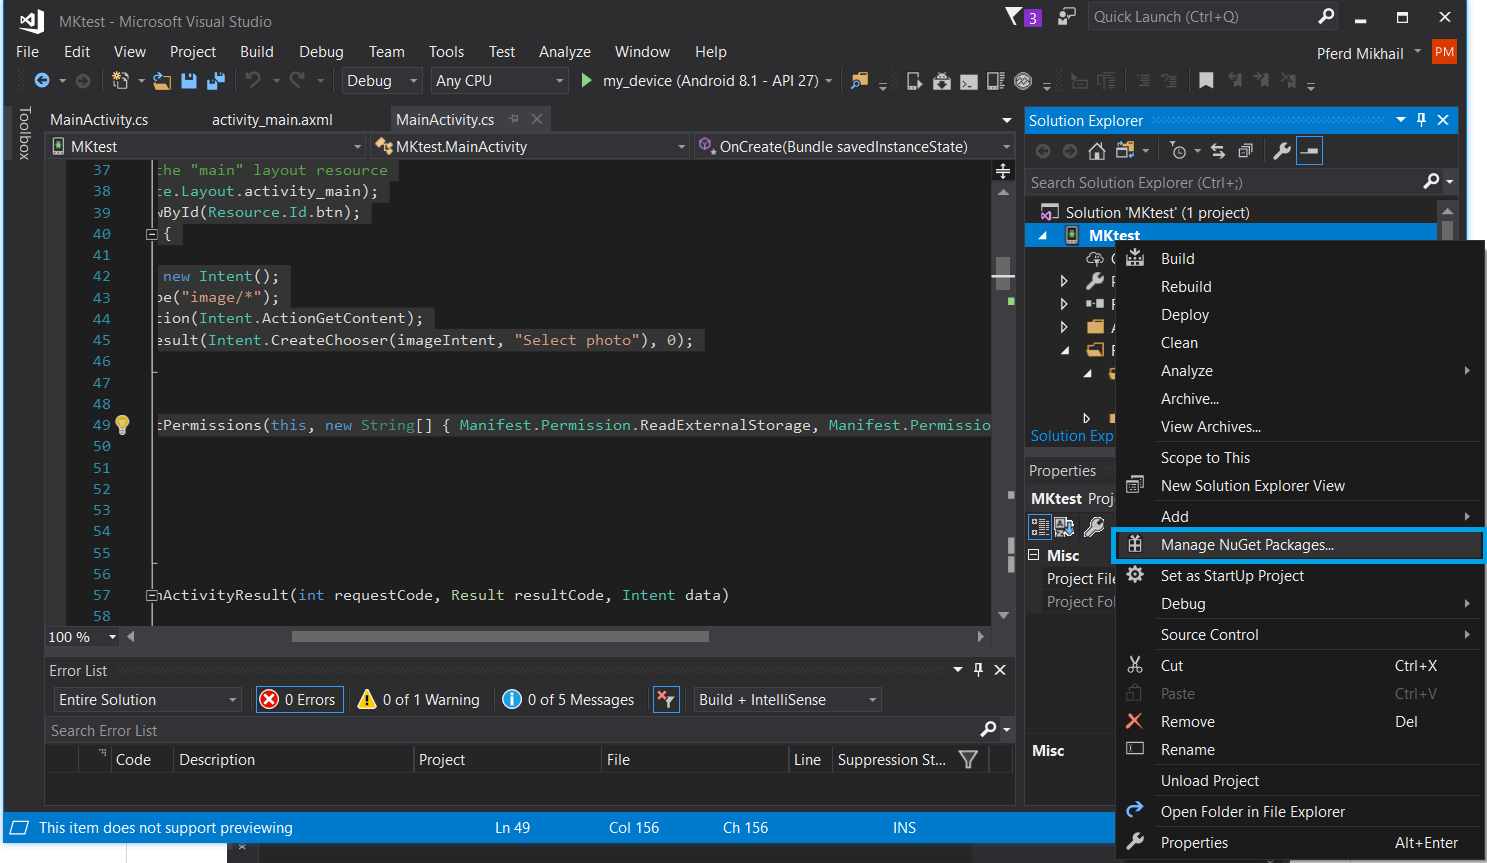 MKtest - Microsoft Visual Studio
3
Quick Launch (Ctrl+Q)
File Edit View Project Build Debug Team Tools Test Analyze Window Help
Pferd Mikhail
PM
Debug Any CPU my_device (Android 8.1 - API 27)
Toolbox
MainActivity.cs activity_main.axml MainActivity.cs
MKtest MKtest.MainActivity OnCreate(Bundle savedInstanceState)
37 the "main" layout resource
38 .Layout.activity_main);
39 ById(Resource.Id.btn);
40 {
41
42 new Intent();
43 ("image/*");
44 tion(Intent.ActionGetContent);
45 esult(Intent.CreateChooser(imageIntent, "Select photo"), 0);
46
47
48
49 tPermissions(this, new String[] { Manifest.Permission.ReadExternalStorage, Manifest.Permissio
50
51
52
53
54
55
56
57 nActivityResult(int requestCode, Result resultCode, Intent data)
58
100 %
Error List
Entire Solution 0 Errors 0 of 1 Warning 0 of 5 Messages Build + IntelliSense
Search Error List
Code Description Project File Line Suppression St...
This item does not support previewing Ln 49 Col 156 Ch 156 INS
Solution Explorer
Search Solution Explorer (Ctrl+;)
Solution 'MKtest' (1 project)
MKtest
Solution Exp
Properties
MKtest Proj
Misc
Project File
Project Fol
Misc
Build
Rebuild
Deploy
Clean
Analyze
Archive...
View Archives...
Scope to This
New Solution Explorer View
Add
Manage NuGet Packages...
Set as StartUp Project
Debug
Source Control
Cut Ctrl+X
Paste Ctrl+V
Remove Del
Rename
Unload Project
Open Folder in File Explorer
Properties Alt+Enter